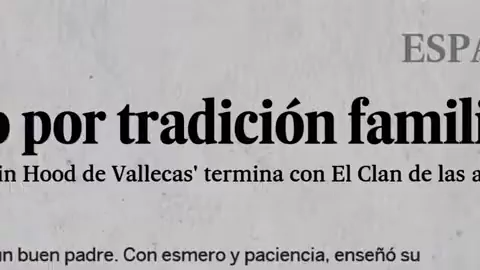 ESPA
o por tradición famili
in Hood de Vallecas' termina con El Clan de las a
un buen padre. Con esmero y paciencia, enseñó su